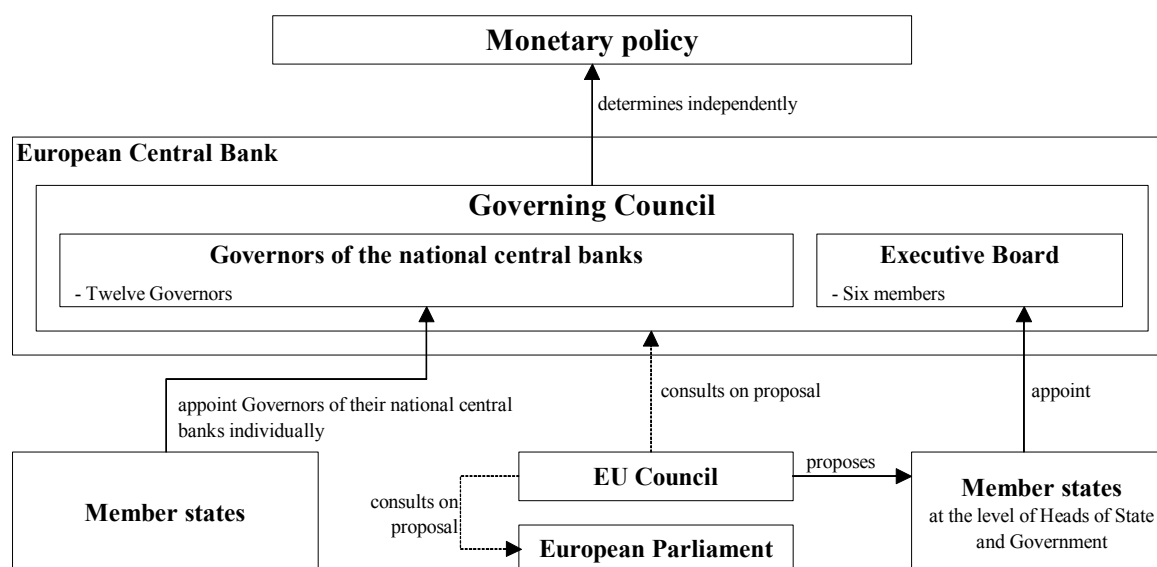 Monetary policy
determines independently
European Central Bank
Governing Council
Governors of the national central banks
- Twelve Governors
Executive Board
- Six members
appoint Governors of their national central
banks individually
consults on proposal
appoint
Member states
EU Council
proposes
Member states
at the level of Heads of State
and Government
consults on
proposal
European Parliament